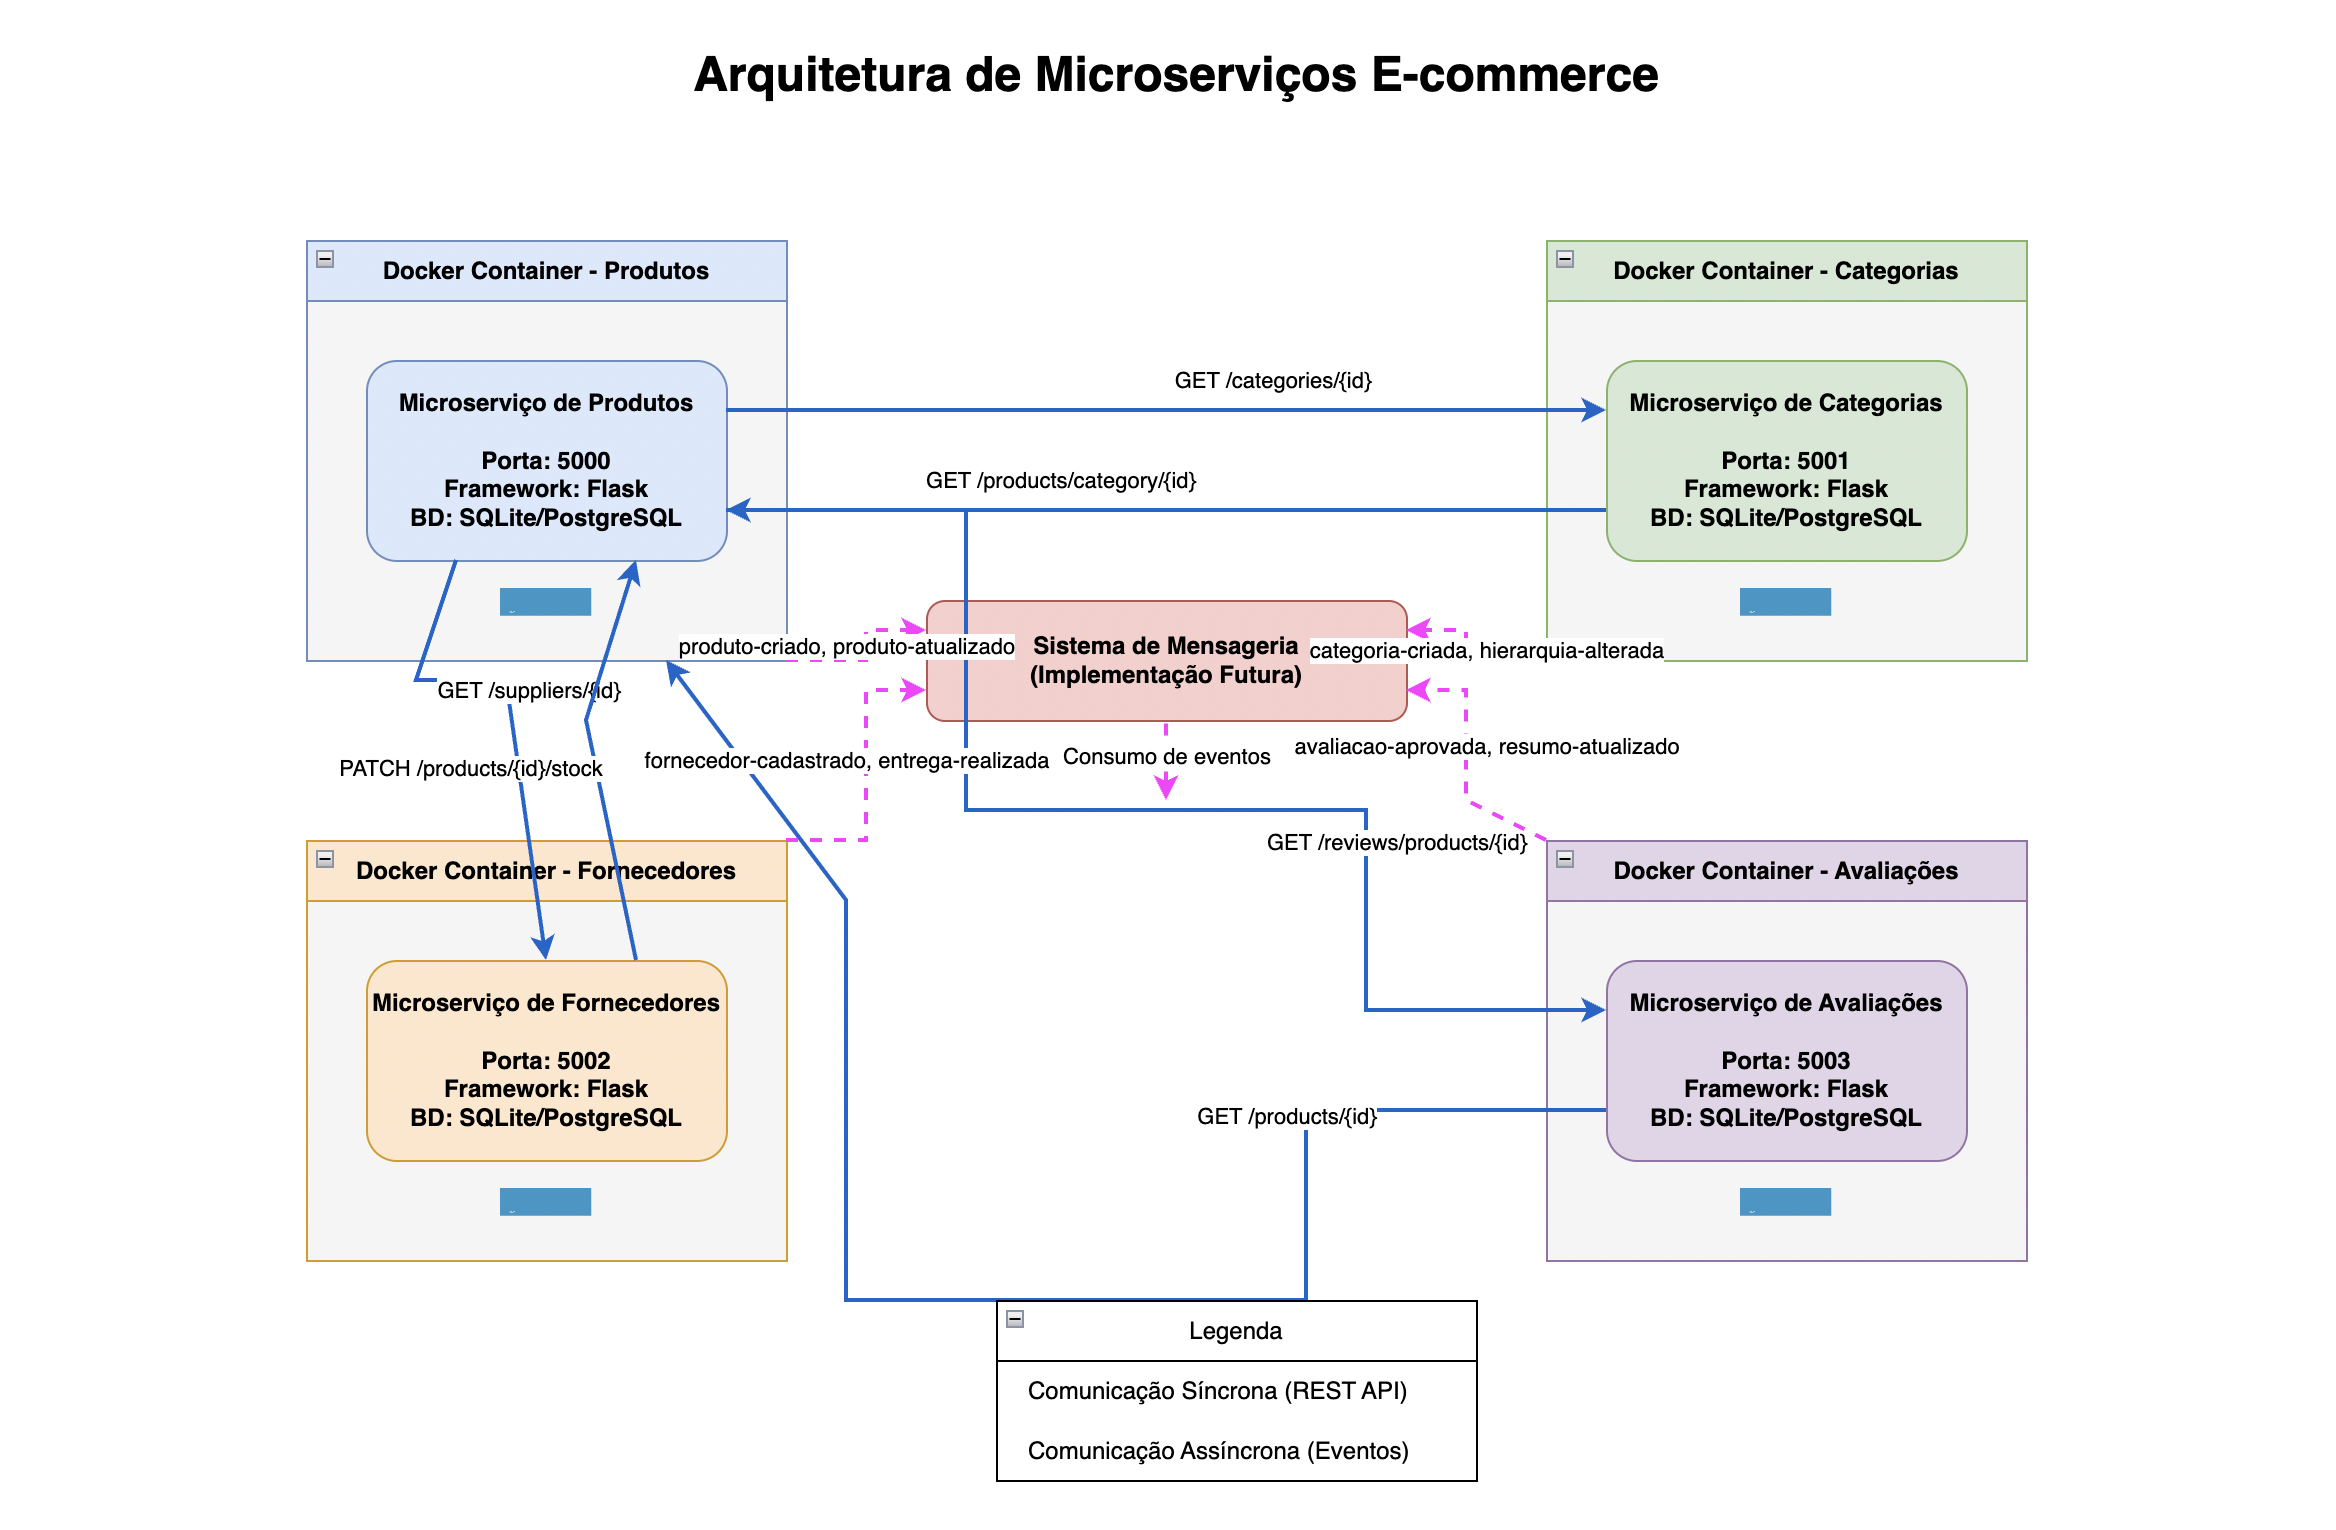 Arquitetura de Microserviços E-commerce
Docker Container - Produtos
Docker Container - Categorias
Microserviço de Produtos
Porta: 5000
Framework: Flask
BD: SQLite/PostgreSQL
GET /categories/{id}
GET /products/category/{id}
Microserviço de Categorias
Porta: 5001
Framework: Flask
BD: SQLite/PostgreSQL
produto-criado, produto-atualizado
Sistema de Mensageria
(Implementação Futura)
categoria-criada, hierarquia-alterada
GET /suppliers/{id}
PATCH /products/{id}/stock
fornecedor-cadastrado, entrega-realizada
Consumo de eventos
avaliacao-aprovada, resumo-atualizado
GET /reviews/products/{id}
Docker Container - Fornecedores
Docker Container - Avaliações
Microserviço de Fornecedores
Porta: 5002
Framework: Flask
BD: SQLite/PostgreSQL
Microserviço de Avaliações
Porta: 5003
Framework: Flask
BD: SQLite/PostgreSQL
GET /products/{id}
Legenda
Comunicação Síncrona (REST API)
Comunicação Assíncrona (Eventos)